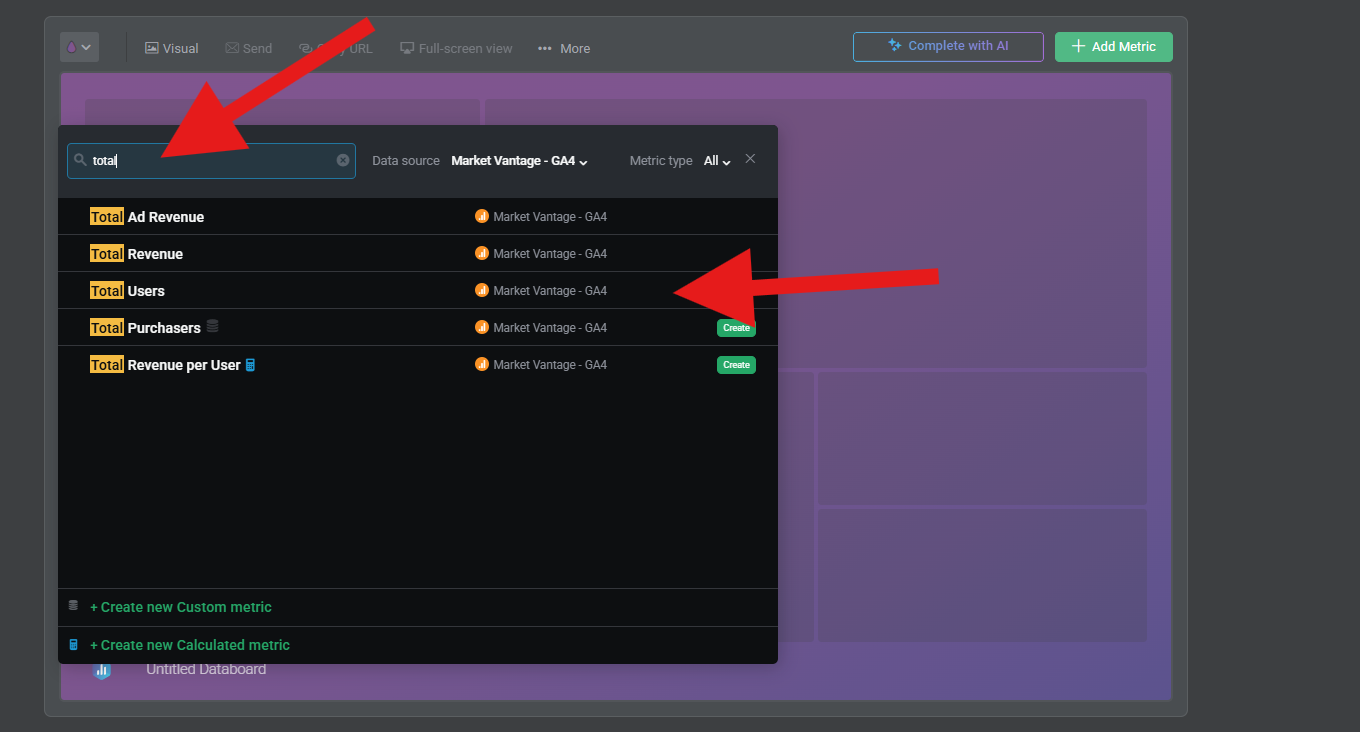 Visual Send URL Full-screen view ••• More Complete with AI + Add Metric
total Data source Market Vantage - GA4 Metric type All
Total Ad Revenue Market Vantage - GA4
Total Revenue Market Vantage - GA4
Total Users Market Vantage - GA4
Total Purchasers Market Vantage - GA4 Create
Total Revenue per User Market Vantage - GA4 Create
+ Create new Custom metric
+ Create new Calculated metric
Untitled Databoard